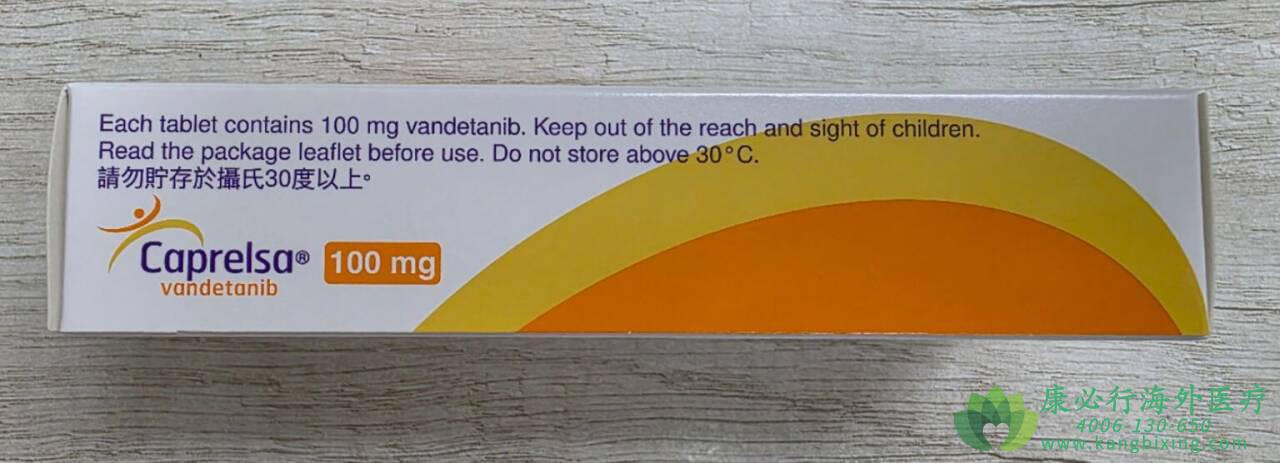 Each tablet contains 100 mg vandetanib. Keep out of the reach and sight of children.
Read the package leaflet before use. Do not store above 30°C.
請勿貯存於攝氏30度以上。
Caprelsa® 100 mg
vandetanib
康必行海外医疗
4006-130-650
www.kangbixing.com